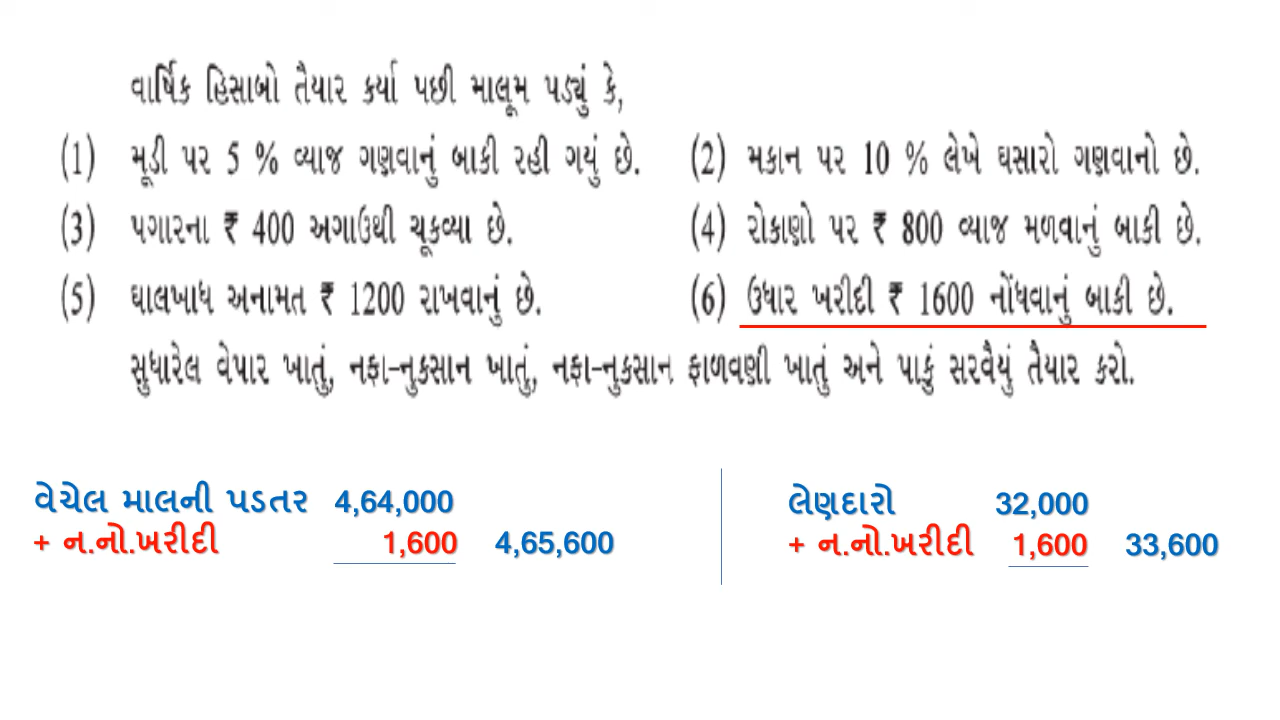 વાર્ષિક હિસાબો તૈયાર કર્યા પછી માલૂમ પડ્યું કે,
(1) મૂડી પર 5 % વ્યાજ ગણવાનું બાકી રહી ગયું છે. (2) મકાન પર 10 % લેખે ઘસારો ગણવાનો છે.
(3) પગારના ₹ 400 અગાઉથી ચૂકવ્યા છે. (4) રોકાણો પર ₹ 800 વ્યાજ મળવાનું બાકી છે.
(5) ઘાલખાધ અનામત ₹ 1200 રાખવાનું છે. (6) ઉધાર ખરીદી ₹ 1600 નોંધવાનું બાકી છે.
સુધારેલ વેપાર ખાતું, નફા-નુકસાન ખાતું, નફા-નુકસાન ફાળવણી ખાતું અને પાકું સરવૈયું તૈયાર કરો.
વેચેલ માલની પડતર 4,64,000
+ ન.નો.ખરીદી 1,600 4,65,600
લેણદારો 32,000
+ ન.નો.ખરીદી 1,600 33,600